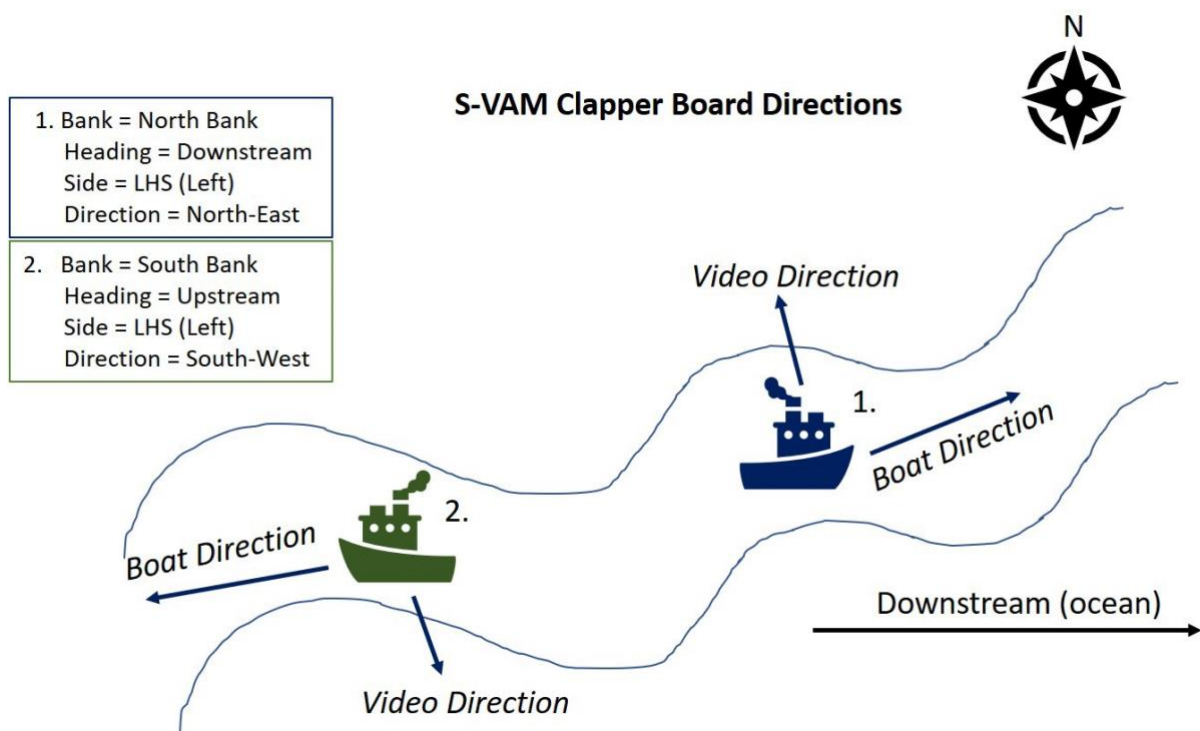 N
S-VAM Clapper Board Directions
1. Bank = North Bank
Heading = Downstream
Side = LHS (Left)
Direction = North-East
2. Bank = South Bank
Heading = Upstream
Side = LHS (Left)
Direction = South-West
Video Direction
1.
Boat Direction
2.
Boat Direction
Downstream (ocean)
Video Direction